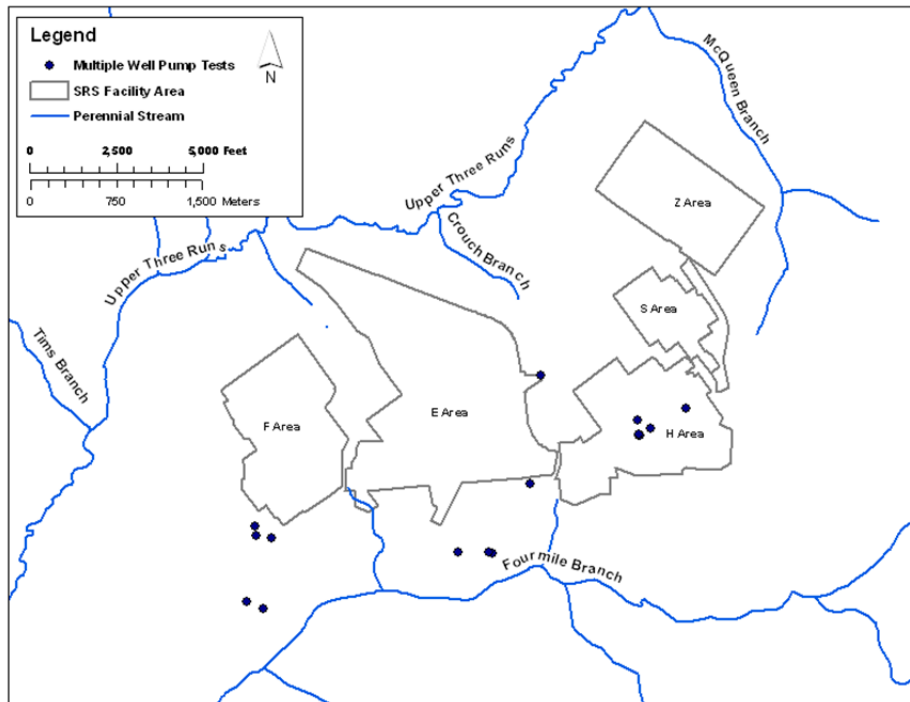 Legend
Multiple Well Pump Tests
SRS Facility Area
Perennial Stream
N
0 2,500 5,000 Feet
0 750 1,500 Meters
McQueen Branch
Upper Three Runs
Z Area
Crouch Branch
Upper Three Runs
S Area
Tims Branch
F Area
E Area
H Area
Fourmile Branch